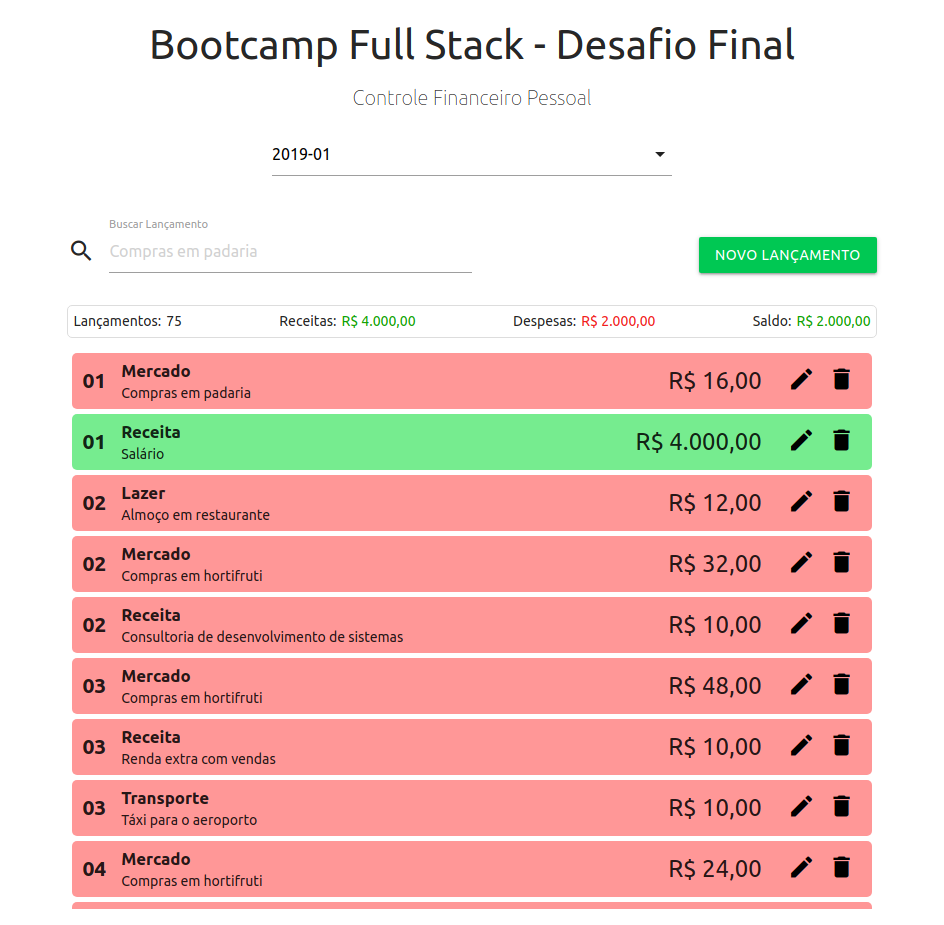 Bootcamp Full Stack - Desafio Final
Controle Financeiro Pessoal
2019-01
Buscar Lançamento
Compras em padaria
NOVO LANÇAMENTO
Lançamentos: 75 Receitas: R$ 4.000,00 Despesas: R$ 2.000,00 Saldo: R$ 2.000,00
01 Mercado R$ 16,00
Compras em padaria
01 Receita R$ 4.000,00
Salário
02 Lazer R$ 12,00
Almoço em restaurante
02 Mercado R$ 32,00
Compras em hortifruti
02 Receita R$ 10,00
Consultoria de desenvolvimento de sistemas
03 Mercado R$ 48,00
Compras em hortifruti
03 Receita R$ 10,00
Renda extra com vendas
03 Transporte R$ 10,00
Táxi para o aeroporto
04 Mercado R$ 24,00
Compras em hortifruti